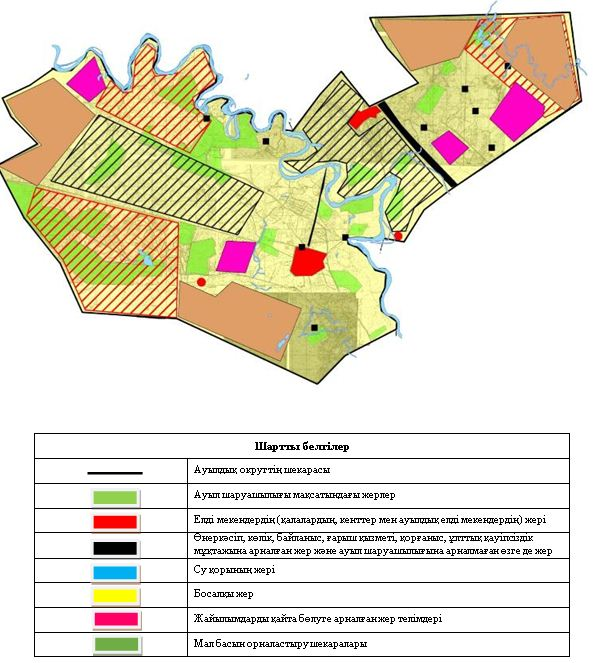 Шартты белгілер
Ауылдық округтің шекарасы
Ауыл шаруашылығы мақсатындағы жерлер
Елді мекендердің (қалалардың, кенттер мен ауылдық елді мекендердің) жері
Өнеркәсіп, көлік, байланыс, ғарыш қызметі, қорғаныс, ұлттық қауіпсіздік
мұқтажына арналған жер және ауыл шаруашылығына арналмаған өзге де жер
Су қорының жері
Босалқы жер
Жайылымдарды қайта бөлуге арналған жер телімдері
Мал басын орналастыру шекаралары